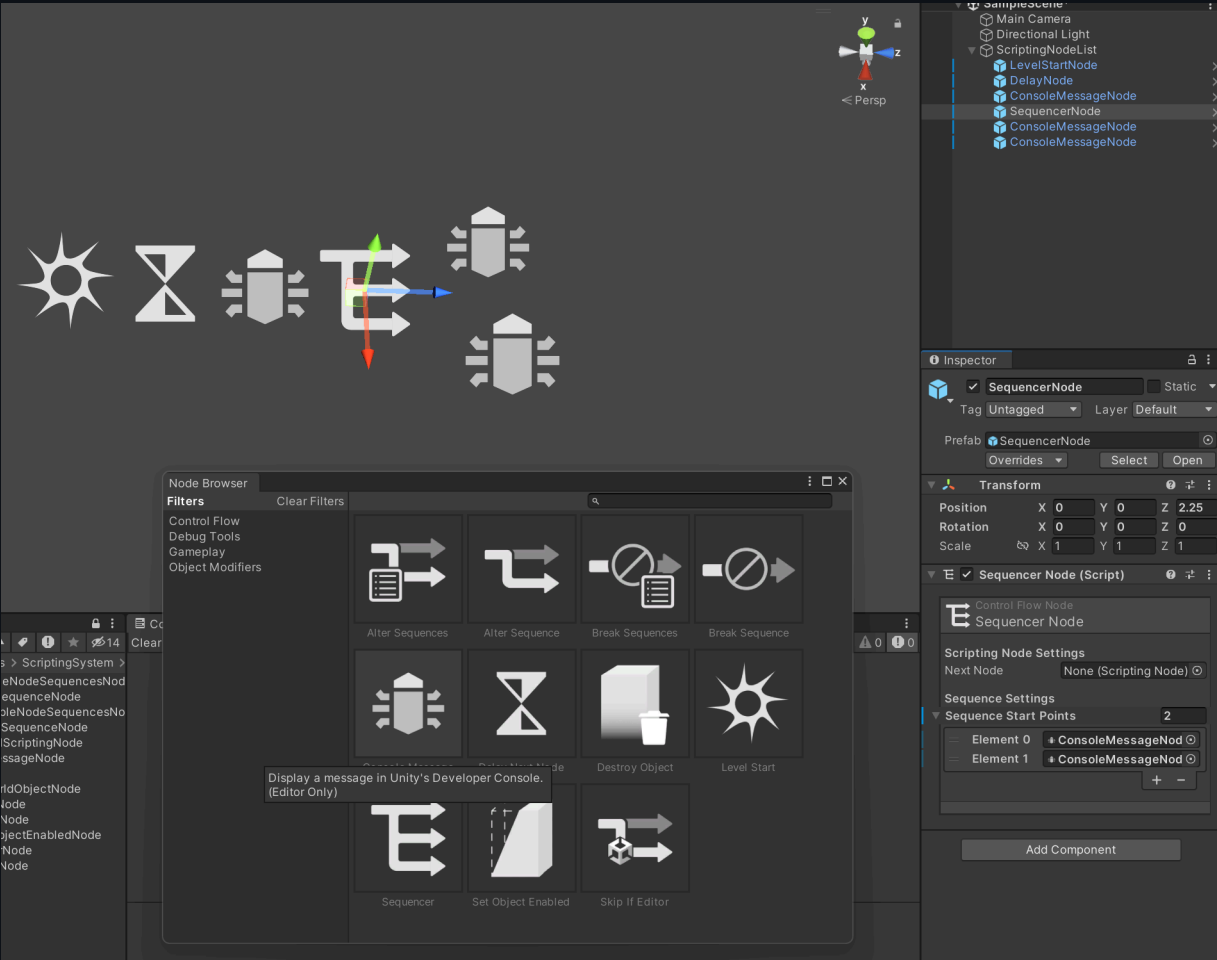 SampleScene*
Main Camera
Directional Light
ScriptingNodeList
LevelStartNode
DelayNode
ConsoleMessageNode
SequencerNode
ConsoleMessageNode
ConsoleMessageNode
y
z
x
< Persp
Inspector
SequencerNode
Static
Tag Untagged Layer Default
Prefab SequencerNode
Overrides Select Open
Transform
Position X 0 Y 0 Z 2.25
Rotation X 0 Y 0 Z 0
Scale X 1 Y 1 Z 1
Sequencer Node (Script)
Control Flow Node
Sequencer Node
Scripting Node Settings
Next Node None (Scripting Node)
Sequence Settings
Sequence Start Points 2
Element 0 ConsoleMessageNod
Element 1 ConsoleMessageNod
+ −
Add Component
Node Browser
Filters Clear Filters
Control Flow
Debug Tools
Gameplay
Object Modifiers
Alter Sequences
Alter Sequence
Break Sequences
Break Sequence
Destroy Object
Level Start
Display a message in Unity's Developer Console.
(Editor Only)
Sequencer
Set Object Enabled
Skip If Editor
Co
14
Clear
0 0
s > ScriptingSystem >
eNodeSequencesNod
equenceNode
bleNodeSequencesNo
SequenceNode
lScriptingNode
essageNode
rldObjectNode
Node
Node
bjectEnabledNode
rNode
Node